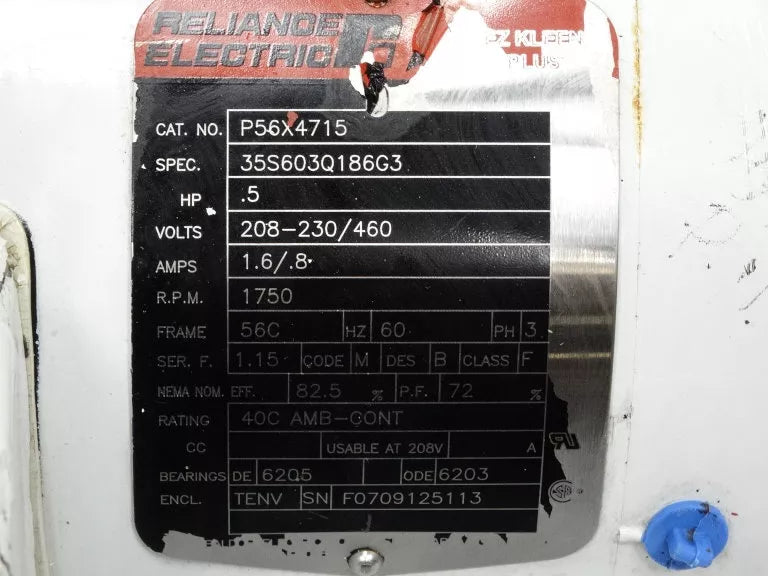 RELIANCE
ELECTRIC
EZ KLEEN
PLUS
CAT. NO. P56X4715
SPEC. 35S603Q186G3
HP .5
VOLTS 208-230/460
AMPS 1.6/.8
R.P.M. 1750
FRAME 56C HZ 60 PH 3
SER. F. 1.15 CODE M DES B CLASS F
NEMA NOM. EFF. 82.5 % P.F. 72 %
RATING 40C AMB-CONT
CC USABLE AT 208V A
BEARINGS DE 6205 ODE 6203
ENCL. TENV SN F0709125113